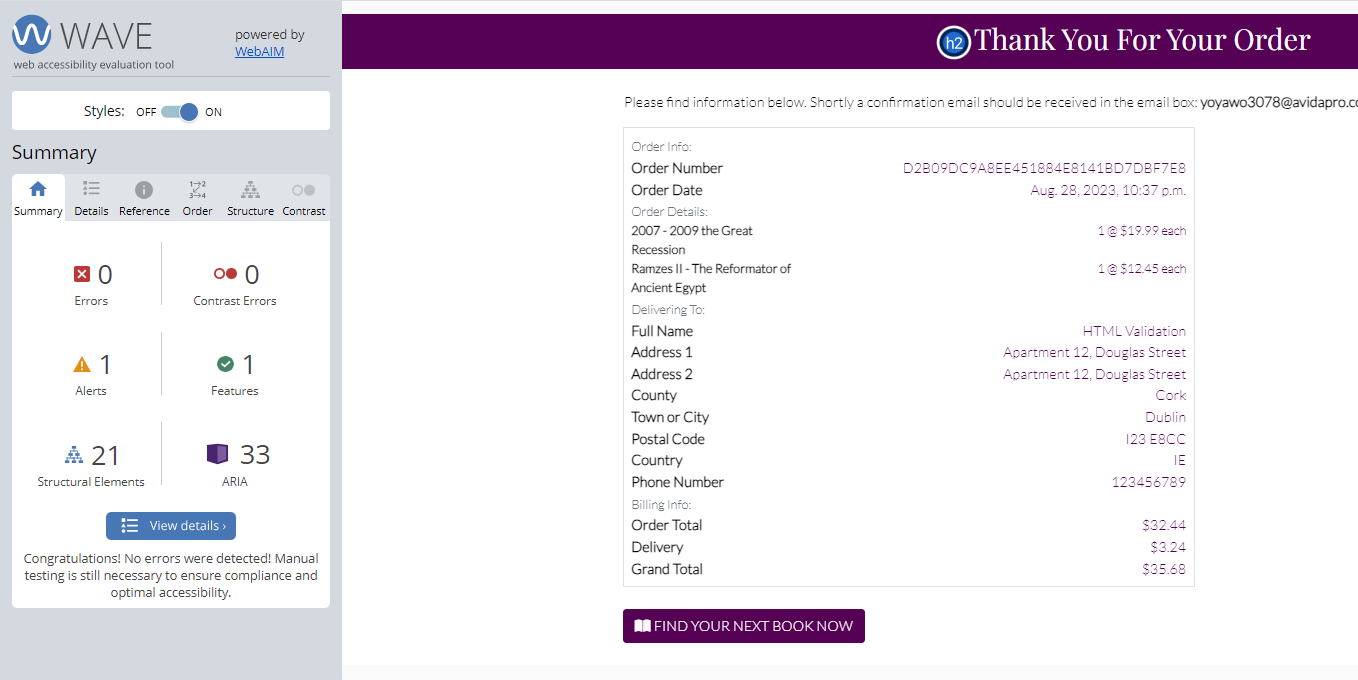 WAVE
web accessibility evaluation tool
powered by
WebAIM
Styles: OFF ON
Summary
Summary Details Reference Order Structure Contrast
0 Errors
0 Contrast Errors
1 Alerts
1 Features
21 Structural Elements
33 ARIA
View details ›
Congratulations! No errors were detected! Manual
testing is still necessary to ensure compliance and
optimal accessibility.
h2 Thank You For Your Order
Please find information below. Shortly a confirmation email should be received in the email box: yoyawo3078@avidapro.co
Order Info:
Order Number D2B09DC9A8EE451884E8141BD7DBF7E8
Order Date Aug. 28, 2023, 10:37 p.m.
Order Details:
2007 - 2009 the Great 1 @ $19.99 each
Recession
Ramzes II - The Reformator of 1 @ $12.45 each
Ancient Egypt
Delivering To:
Full Name HTML Validation
Address 1 Apartment 12, Douglas Street
Address 2 Apartment 12, Douglas Street
County Cork
Town or City Dublin
Postal Code I23 E8CC
Country IE
Phone Number 123456789
Billing Info:
Order Total $32.44
Delivery $3.24
Grand Total $35.68
FIND YOUR NEXT BOOK NOW